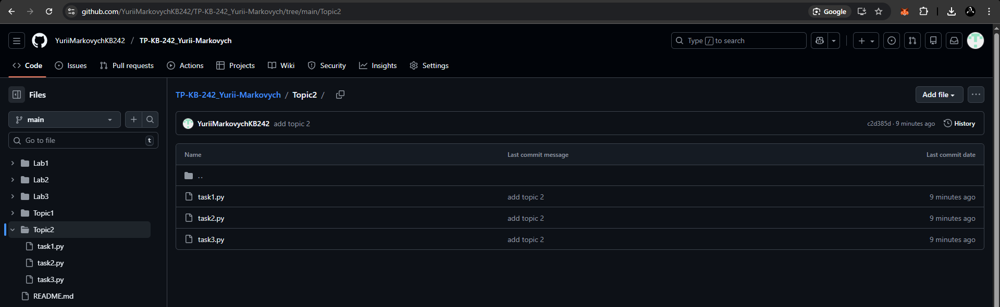 github.com/YuriiMarkovychKB242/TP-KB-242_Yurii-Markovych/tree/main/Topic2
Google
YuriiMarkovychKB242 / TP-KB-242_Yurii-Markovych
Type / to search
Code Issues Pull requests Actions Projects Wiki Security Insights Settings
Files
main
Go to file
t
Lab1
Lab2
Lab3
Topic1
Topic2
task1.py
task2.py
task3.py
README.md
TP-KB-242_Yurii-Markovych / Topic2 /
Add file
YuriiMarkovychKB242 add topic 2
c2d385d · 9 minutes ago
History
Name Last commit message Last commit date
..
task1.py add topic 2 9 minutes ago
task2.py add topic 2 9 minutes ago
task3.py add topic 2 9 minutes ago